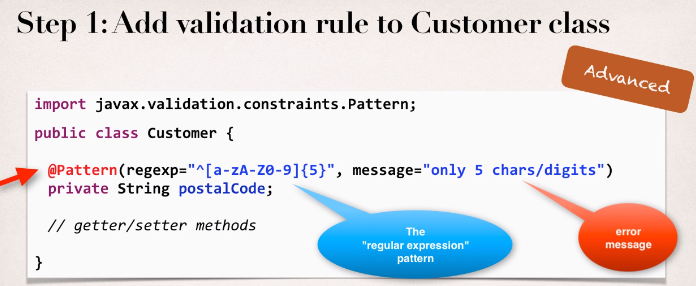 Step 1: Add validation rule to Customer class
Advanced
import javax.validation.constraints.Pattern;
public class Customer {
@Pattern(regexp="^[a-zA-Z0-9]{5}", message="only 5 chars/digits")
private String postalCode;
// getter/setter methods
}
The
"regular expression"
pattern
error
message